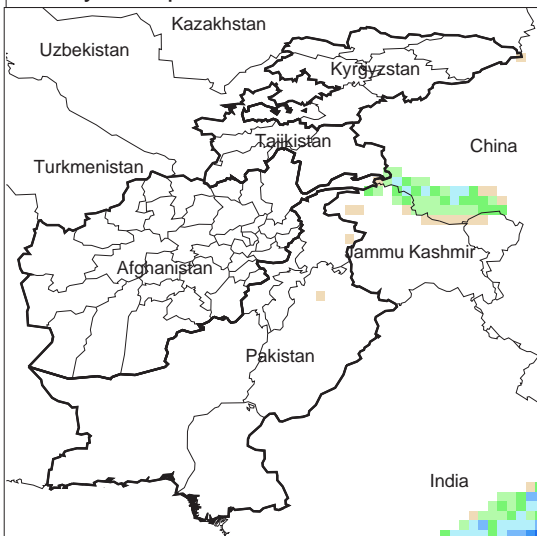 Kazakhstan
Uzbekistan
Kyrgyzstan
Tajikistan
China
Turkmenistan
Jammu Kashmir
Afghanistan
Pakistan
India